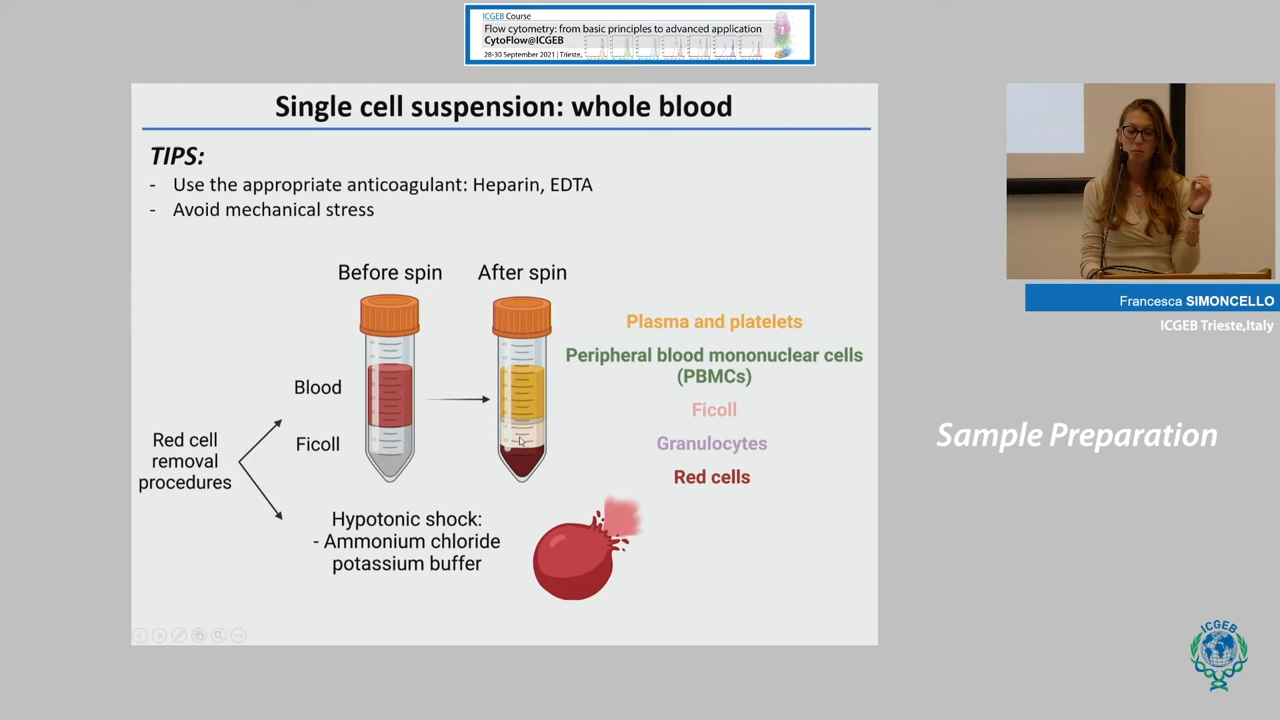 ICGEB Course
Flow cytometry: from basic principles to advanced application
CytoFlow@ICGEB
28-30 September 2021 | Trieste,
Single cell suspension: whole blood
TIPS:
- Use the appropriate anticoagulant: Heparin, EDTA
- Avoid mechanical stress
Before spin
After spin
Blood
Ficoll
Plasma and platelets
Peripheral blood mononuclear cells
(PBMCs)
Ficoll
Granulocytes
Red cells
Red cell
removal
procedures
Hypotonic shock:
- Ammonium chloride
potassium buffer
Francesca SIMONCELLO
ICGEB Trieste,Italy
Sample Preparation
ICGEB